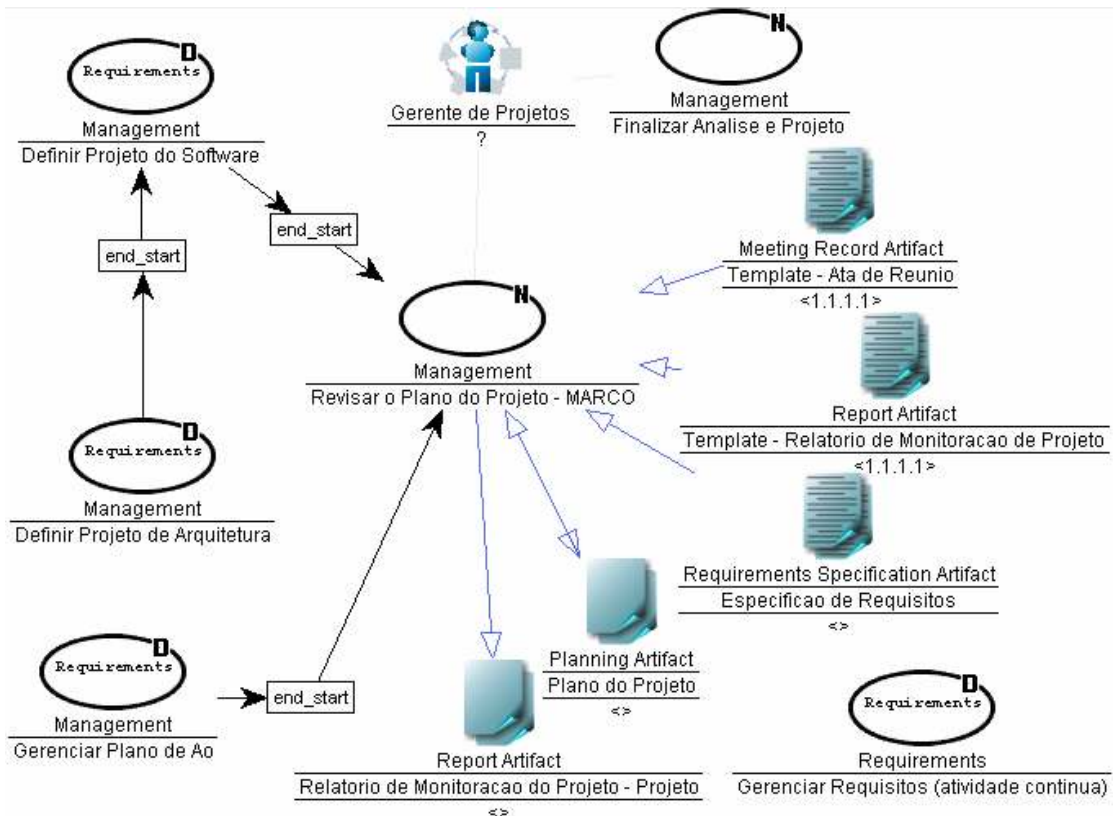 D
Requirements
Management
Definir Projeto do Software
Gerente de Projetos
?
N
Management
Finalizar Analise e Projeto
end_start
end_start
Meeting Record Artifact
Template - Ata de Reunio
<1.1.1.1>
N
Management
Revisar o Plano do Projeto - MARCO
Report Artifact
Template - Relatorio de Monitoracao de Projeto
<1.1.1.1>
D
Requirements
Management
Definir Projeto de Arquitetura
Requirements Specification Artifact
Especificao de Requisitos
<>
D
Requirements
Management
Gerenciar Plano de Ao
end_start
Planning Artifact
Plano do Projeto
<>
Report Artifact
Relatorio de Monitoracao do Projeto - Projeto
<>
D
Requirements
Requirements
Gerenciar Requisitos (atividade continua)